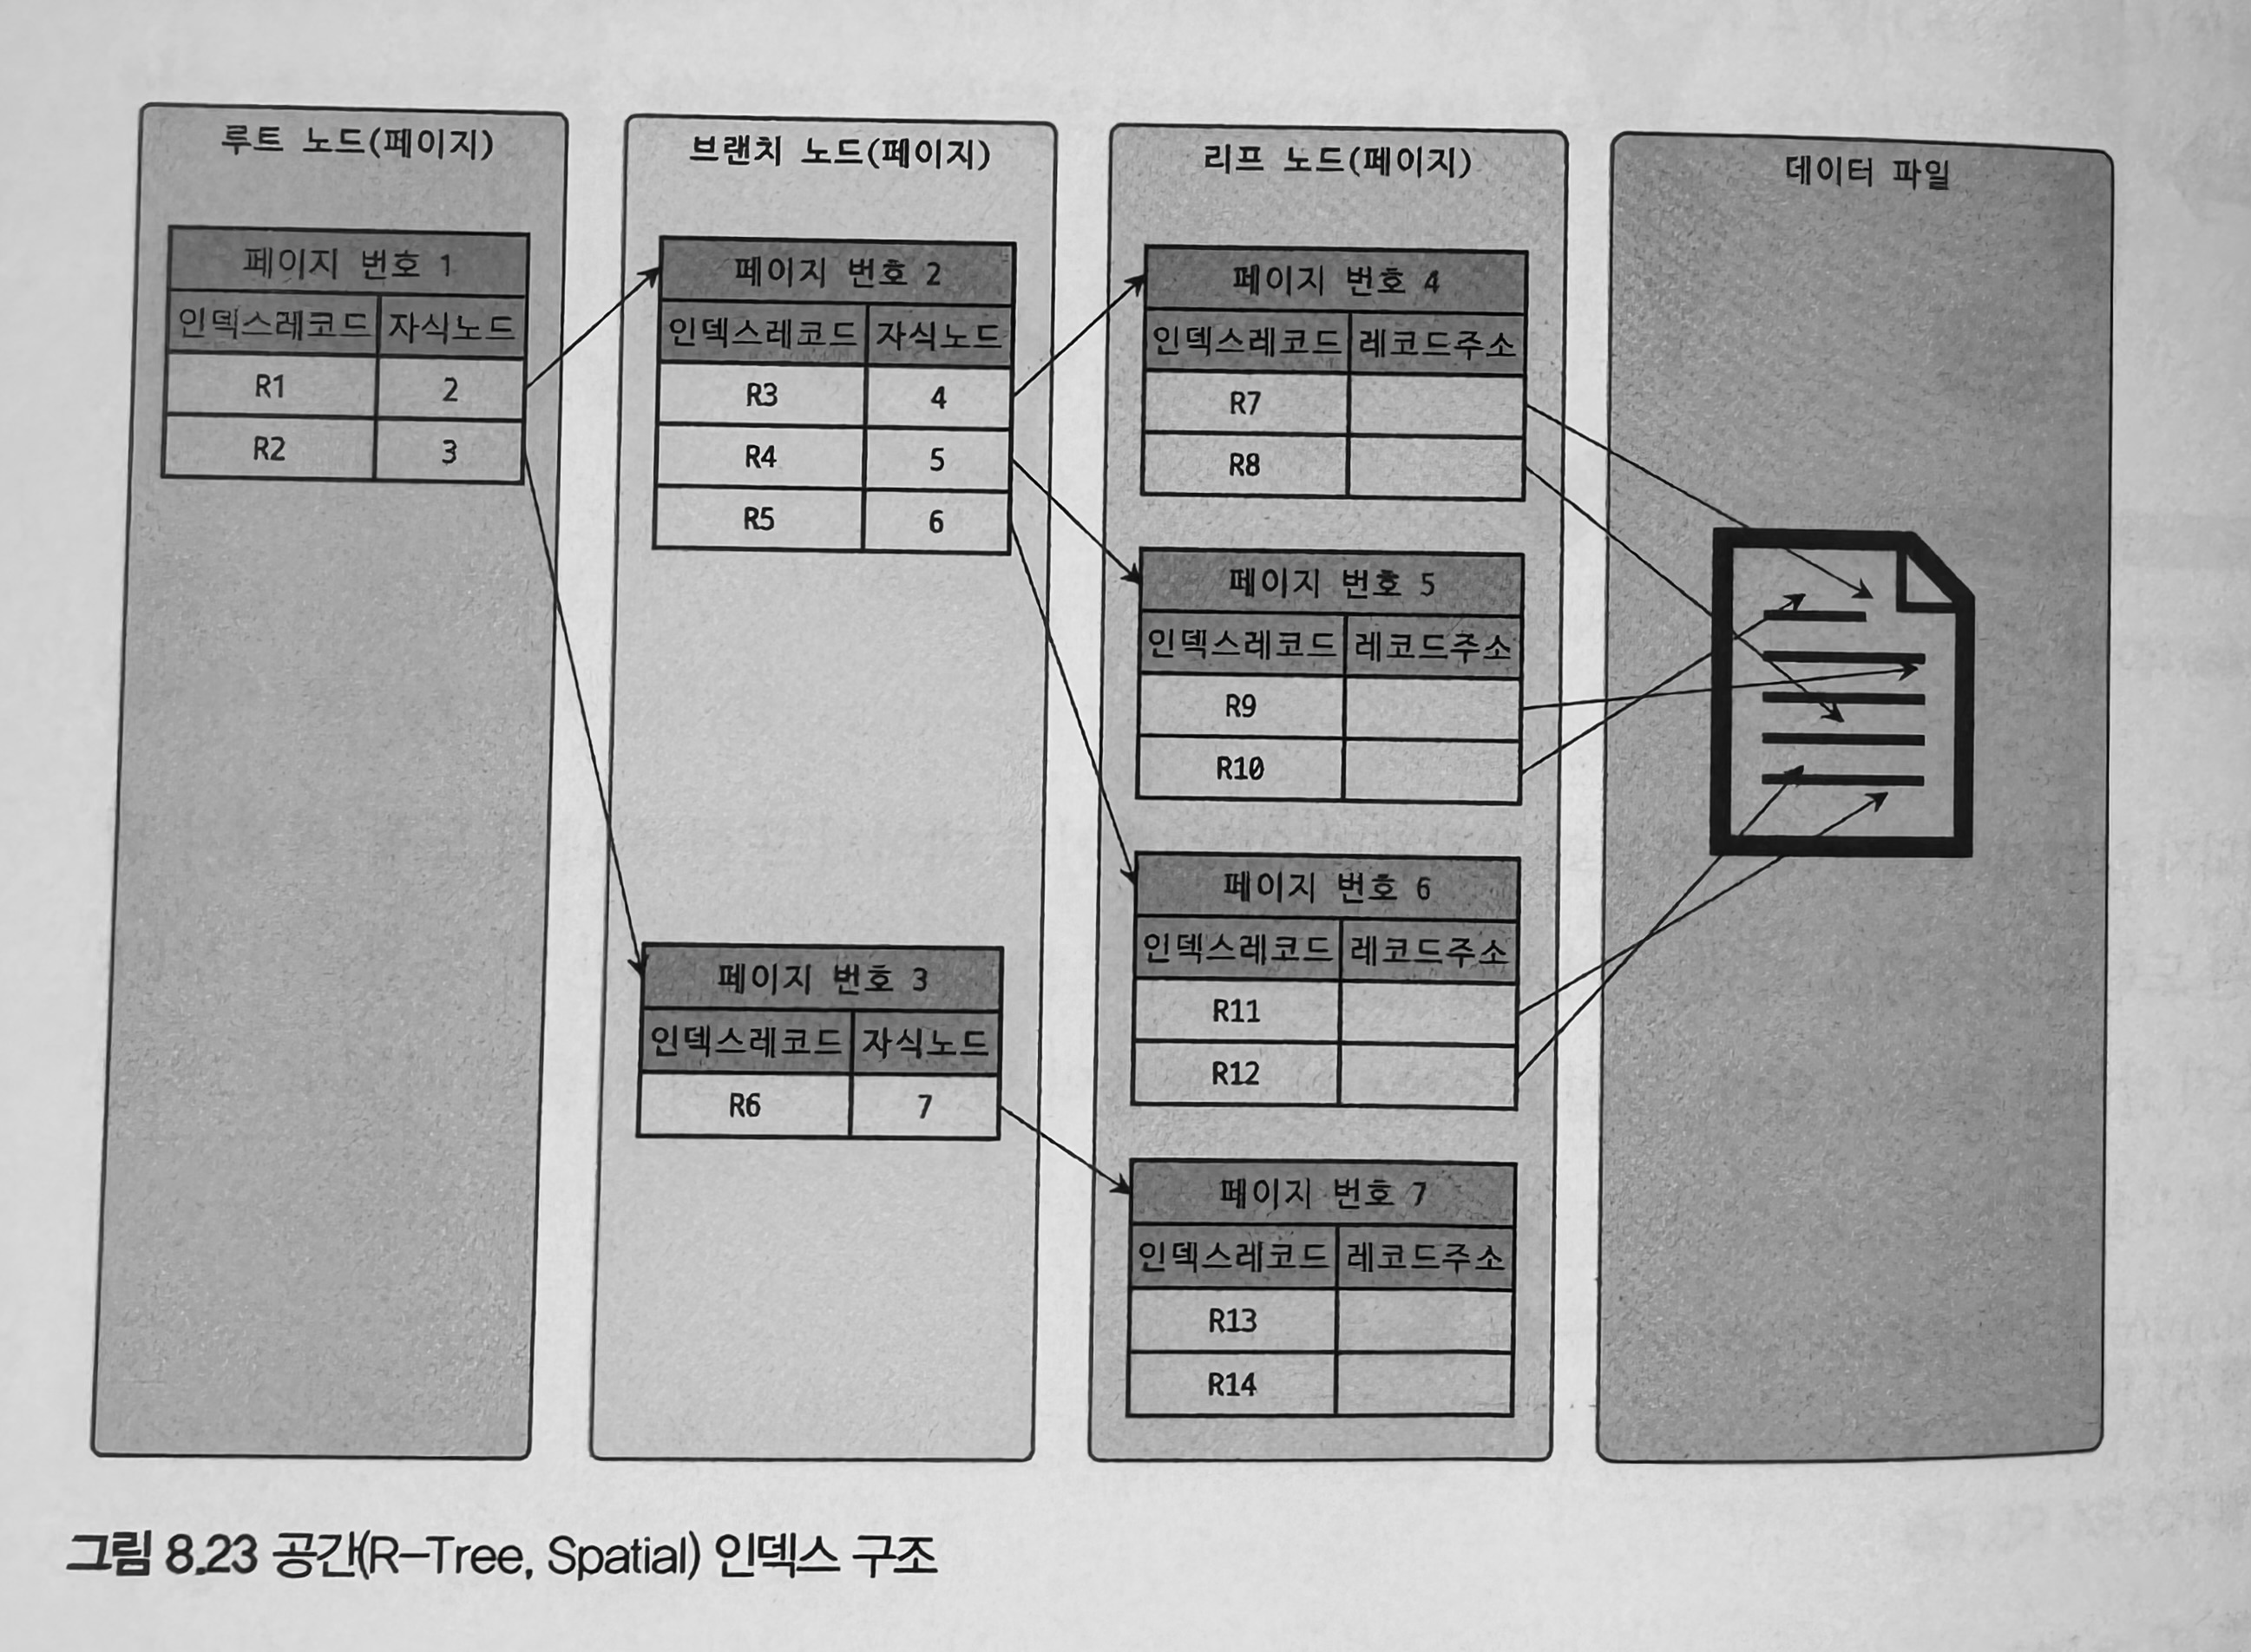 루트 노드(페이지)
페이지 번호 1
인덱스레코드 자식노드
R1 2
R2 3
브랜치 노드(페이지)
페이지 번호 2
인덱스레코드 자식노드
R3 4
R4 5
R5 6
페이지 번호 3
인덱스레코드 자식노드
R6 7
리프 노드(페이지)
페이지 번호 4
인덱스레코드 레코드주소
R7
R8
페이지 번호 5
인덱스레코드 레코드주소
R9
R10
페이지 번호 6
인덱스레코드 레코드주소
R11
R12
페이지 번호 7
인덱스레코드 레코드주소
R13
R14
데이터 파일
그림 8.23 공간(R-Tree, Spatial) 인덱스 구조